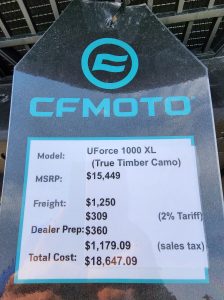 CFMOTO
Model: UForce 1000 XL
(True Timber Camo)
MSRP: $15,449
Freight: $1,250
$309 (2% Tariff)
Dealer Prep: $360
$1,179.09 (sales tax)
Total Cost: $18,647.09